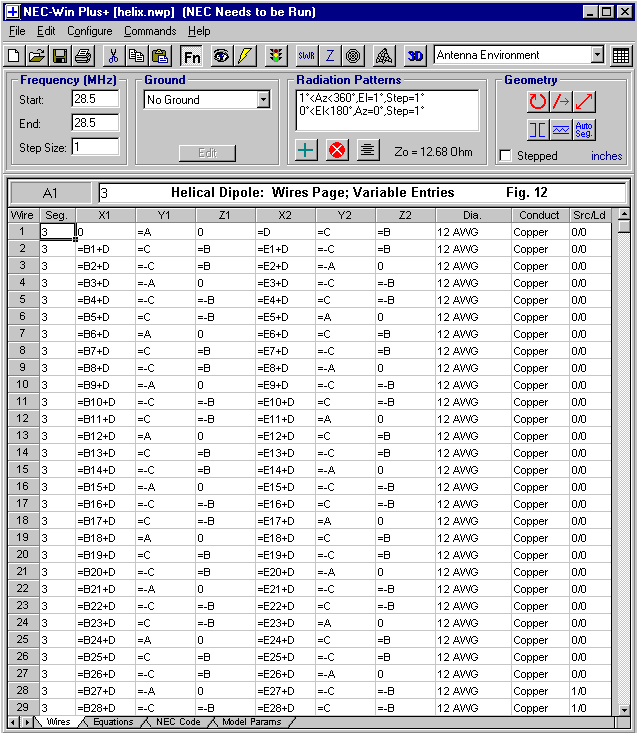 NEC-Win Plus+ [helix.nwp] (NEC Needs to be Run)
File Edit Configure Commands Help
Fn SWR Z 3D Antenna Environment
Frequency (MHz) Ground Radiation Patterns Geometry
Start: 28.5 No Ground 1°<Az<360°,El=1°,Step=1°
0°<El<180°,Az=0°,Step=1°
End: 28.5
Auto Seg.
Step Size: 1 Edit Zo = 12.68 Ohm Stepped inches
A1 3 Helical Dipole: Wires Page; Variable Entries Fig. 12
Wire Seg. X1 Y1 Z1 X2 Y2 Z2 Dia. Conduct Src/Ld
1 3 0 =A 0 =D =C =B 12 AWG Copper 0/0
2 3 =B1+D =C =B =E1+D =-C =B 12 AWG Copper 0/0
3 3 =B2+D =-C =B =E2+D =-A 0 12 AWG Copper 0/0
4 3 =B3+D =-A 0 =E3+D =-C =-B 12 AWG Copper 0/0
5 3 =B4+D =-C =-B =E4+D =C =-B 12 AWG Copper 0/0
6 3 =B5+D =C =-B =E5+D =A 0 12 AWG Copper 0/0
7 3 =B6+D =A 0 =E6+D =C =B 12 AWG Copper 0/0
8 3 =B7+D =C =B =E7+D =-C =B 12 AWG Copper 0/0
9 3 =B8+D =-C =B =E8+D =-A 0 12 AWG Copper 0/0
10 3 =B9+D =-A 0 =E9+D =-C =-B 12 AWG Copper 0/0
11 3 =B10+D =-C =-B =E10+D =C =-B 12 AWG Copper 0/0
12 3 =B11+D =C =-B =E11+D =A 0 12 AWG Copper 0/0
13 3 =B12+D =A 0 =E12+D =C =B 12 AWG Copper 0/0
14 3 =B13+D =C =B =E13+D =-C =B 12 AWG Copper 0/0
15 3 =B14+D =-C =B =E14+D =-A 0 12 AWG Copper 0/0
16 3 =B15+D =-A 0 =E15+D =-C =-B 12 AWG Copper 0/0
17 3 =B16+D =-C =-B =E16+D =C =-B 12 AWG Copper 0/0
18 3 =B17+D =C =-B =E17+D =A 0 12 AWG Copper 0/0
19 3 =B18+D =A 0 =E18+D =C =B 12 AWG Copper 0/0
20 3 =B19+D =C =B =E19+D =-C =B 12 AWG Copper 0/0
21 3 =B20+D =-C =B =E20+D =-A 0 12 AWG Copper 0/0
22 3 =B21+D =-A 0 =E21+D =-C =-B 12 AWG Copper 0/0
23 3 =B22+D =-C =-B =E22+D =C =-B 12 AWG Copper 0/0
24 3 =B23+D =C =-B =E23+D =A 0 12 AWG Copper 0/0
25 3 =B24+D =A 0 =E24+D =C =B 12 AWG Copper 0/0
26 3 =B25+D =C =B =E25+D =-C =B 12 AWG Copper 0/0
27 3 =B26+D =-C =B =E26+D =-A 0 12 AWG Copper 0/0
28 3 =B27+D =-A 0 =E27+D =-C =-B 12 AWG Copper 1/0
29 3 =B28+D =-C =-B =E28+D =C =-B 12 AWG Copper 1/0
Wires Equations NEC Code Model Params